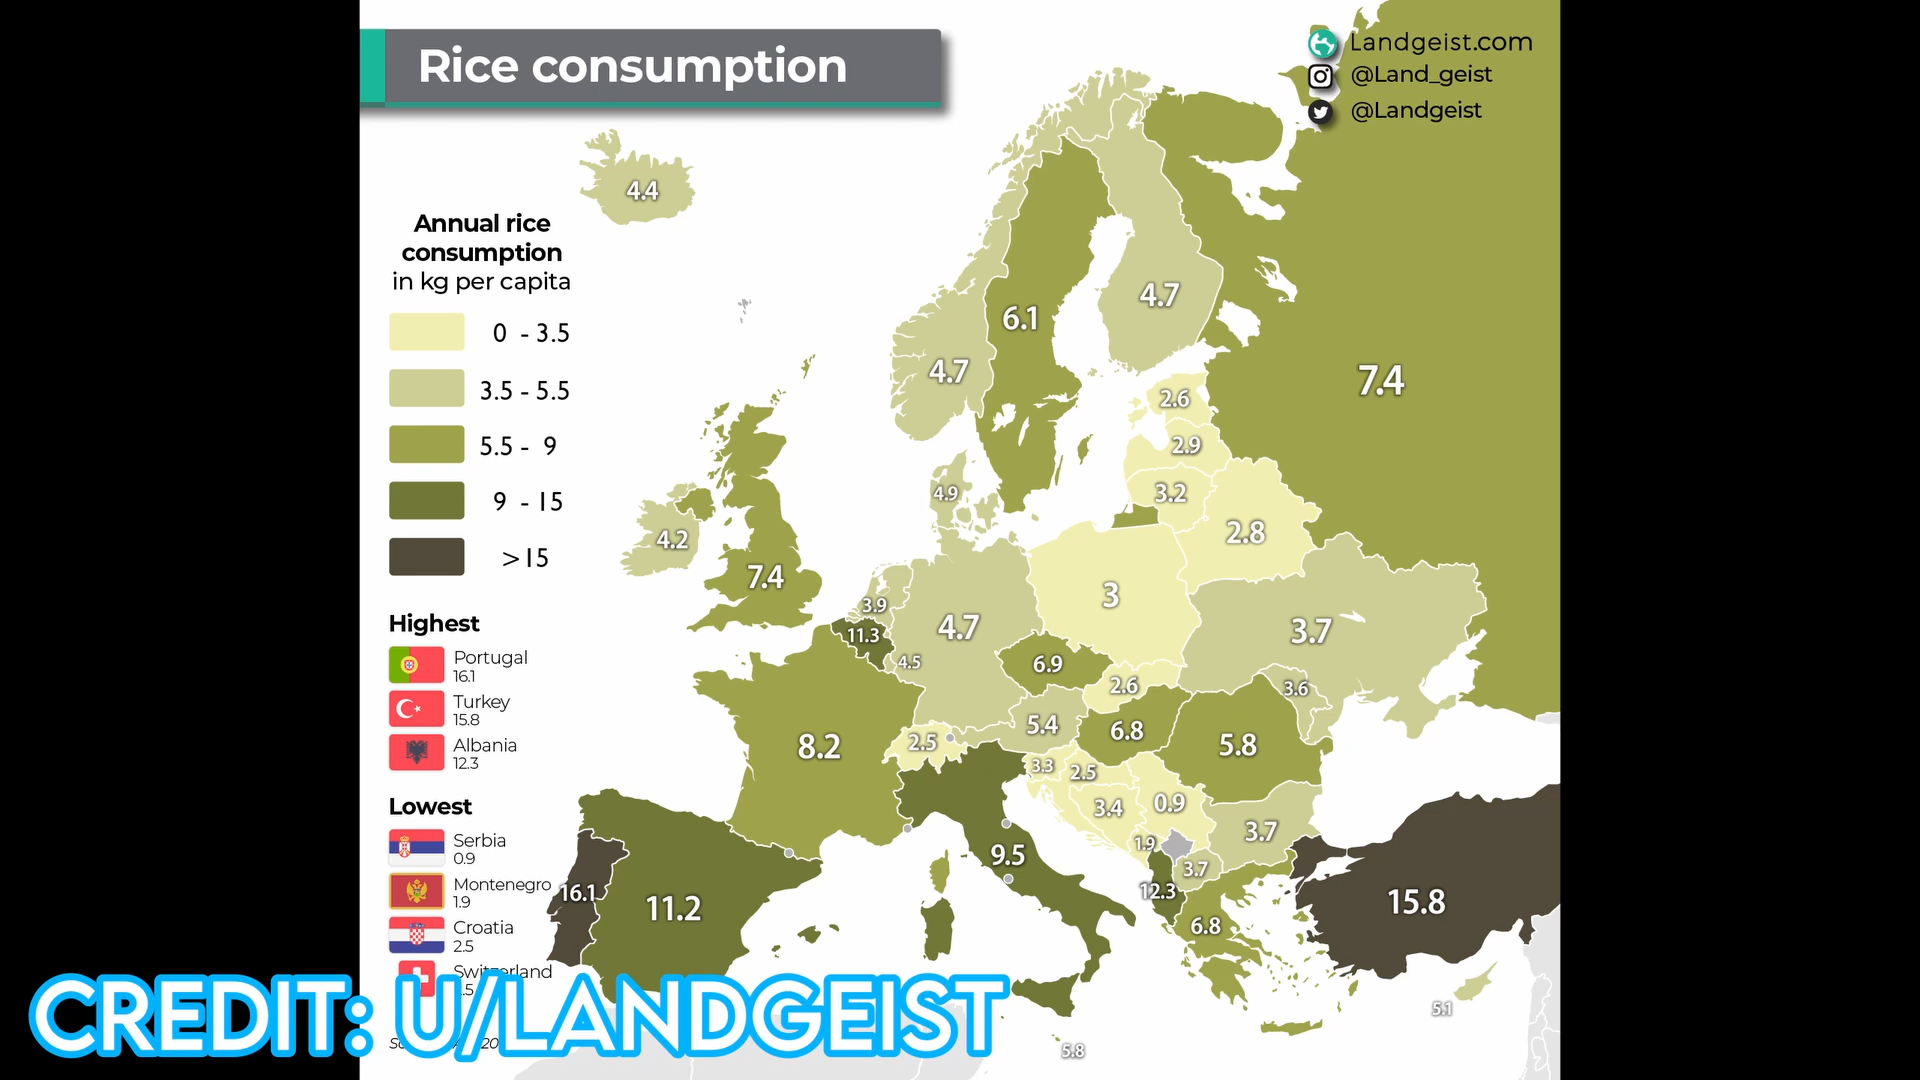 Rice consumption
Landgeist.com
@Land_geist
@Landgeist
Annual rice
consumption
in kg per capita
0 - 3.5
3.5 - 5.5
5.5 - 9
9 - 15
>15
Highest
Portugal
16.1
Turkey
15.8
Albania
12.3
Lowest
Serbia
0.9
Montenegro
1.9
Croatia
2.5
Switzerland
4.4
6.1
4.7
4.7
7.4
2.6
2.9
3.2
2.8
4.9
4.2
7.4
3.9
11.3
4.5
4.7
3
3.7
6.9
2.6
3.6
5.4
6.8
5.8
8.2
2.5
3.3
2.5
3.4
0.9
3.7
1.9
3.7
12.3
9.5
6.8
16.1
11.2
15.8
5.1
5.8
CREDIT: U/LANDGEIST